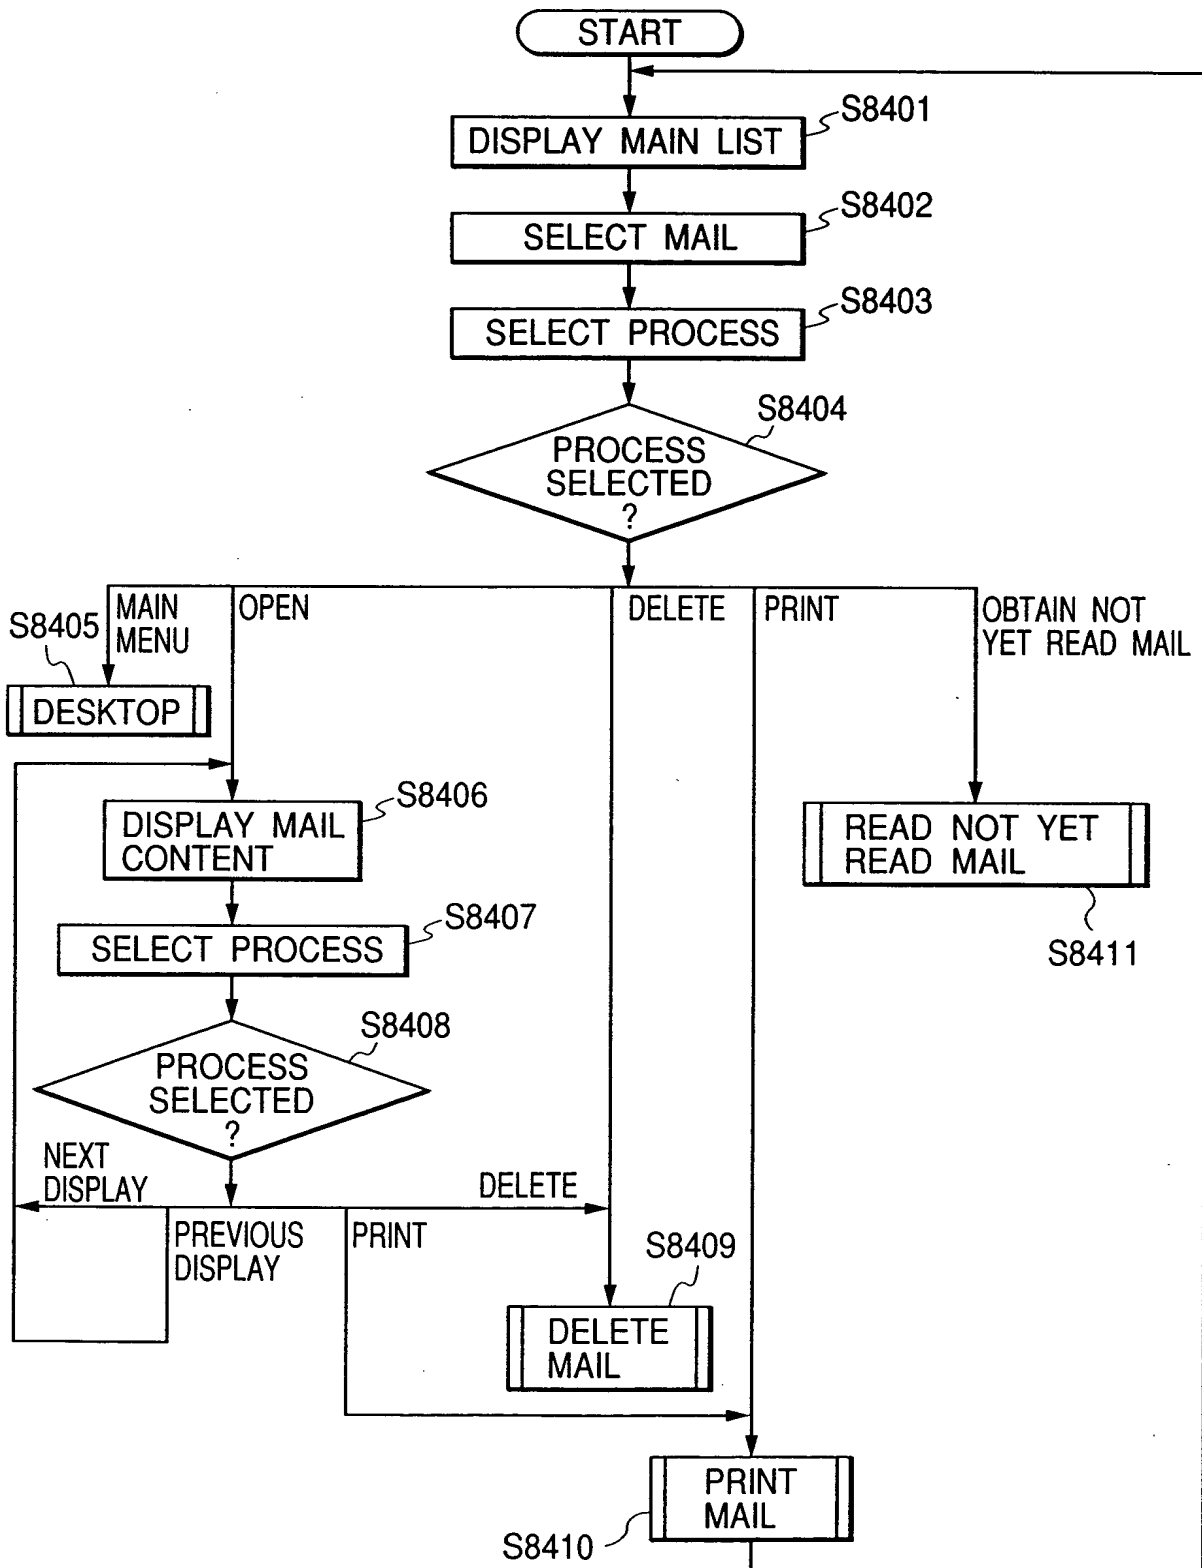 START
S8401
DISPLAY MAIN LIST
S8402
SELECT MAIL
S8403
SELECT PROCESS
S8404
PROCESS
SELECTED
?
MAIN
MENU
OPEN
DELETE
PRINT
OBTAIN NOT
YET READ MAIL
S8405
DESKTOP
S8406
DISPLAY MAIL
CONTENT
READ NOT YET
READ MAIL
S8407
SELECT PROCESS
S8411
S8408
PROCESS
SELECTED
?
NEXT
DISPLAY
DELETE
PREVIOUS
DISPLAY
PRINT
S8409
DELETE
MAIL
PRINT
MAIL
S8410